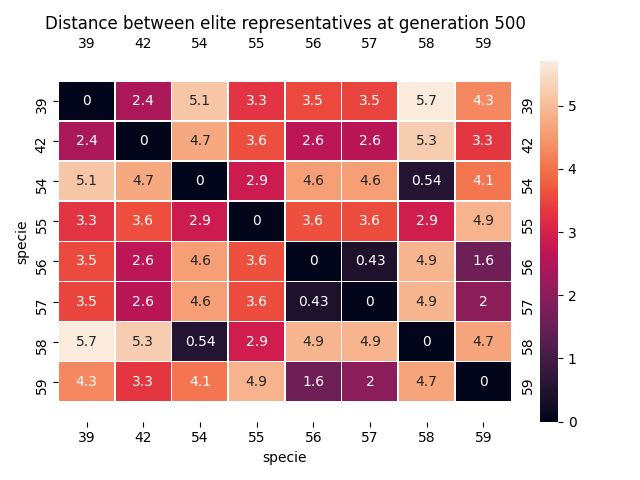 Distance between elite representatives at generation 500
39 42 54 55 56 57 58 59
39 0 2.4 5.1 3.3 3.5 3.5 5.7 4.3 39
42 2.4 0 4.7 3.6 2.6 2.6 5.3 3.3 42
54 5.1 4.7 0 2.9 4.6 4.6 0.54 4.1 54
55 3.3 3.6 2.9 0 3.6 3.6 2.9 4.9 55
56 3.5 2.6 4.6 3.6 0 0.43 4.9 1.6 56
57 3.5 2.6 4.6 3.6 0.43 0 4.9 2 57
58 5.7 5.3 0.54 2.9 4.9 4.9 0 4.7 58
59 4.3 3.3 4.1 4.9 1.6 2 4.7 0 59
39 42 54 55 56 57 58 59
specie
specie
5
4
3
2
1
0